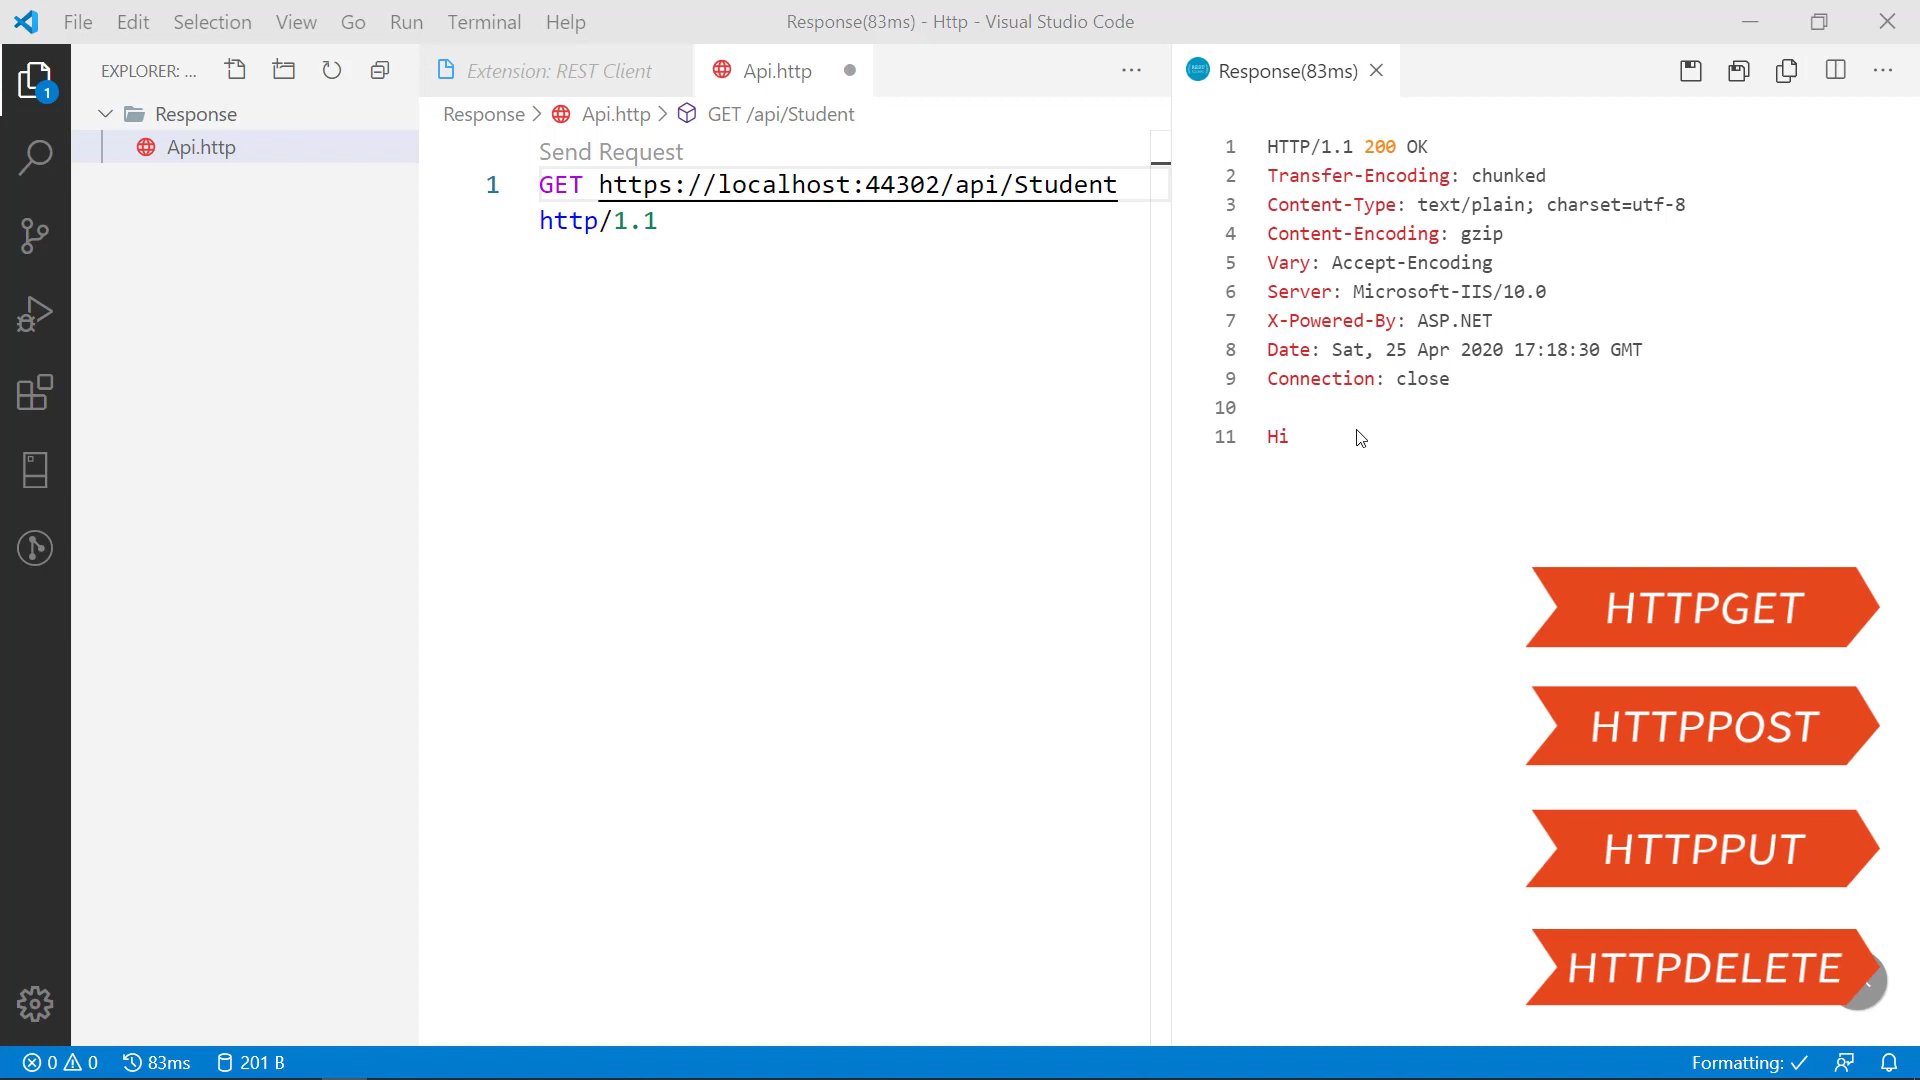 File Edit Selection View Go Run Terminal Help
Response(83ms) - Http - Visual Studio Code
EXPLORER: ...
Extension: REST Client
Api.http
Response(83ms)
1
Response
Api.http
Response > Api.http > GET /api/Student
Send Request
1 GET https://localhost:44302/api/Student
http/1.1
1 HTTP/1.1 200 OK
2 Transfer-Encoding: chunked
3 Content-Type: text/plain; charset=utf-8
4 Content-Encoding: gzip
5 Vary: Accept-Encoding
6 Server: Microsoft-IIS/10.0
7 X-Powered-By: ASP.NET
8 Date: Sat, 25 Apr 2020 17:18:30 GMT
9 Connection: close
10
11 Hi
HTTPGET
HTTPPOST
HTTPPUT
HTTPDELETE
0 0 83ms 201 B
Formatting: ✓